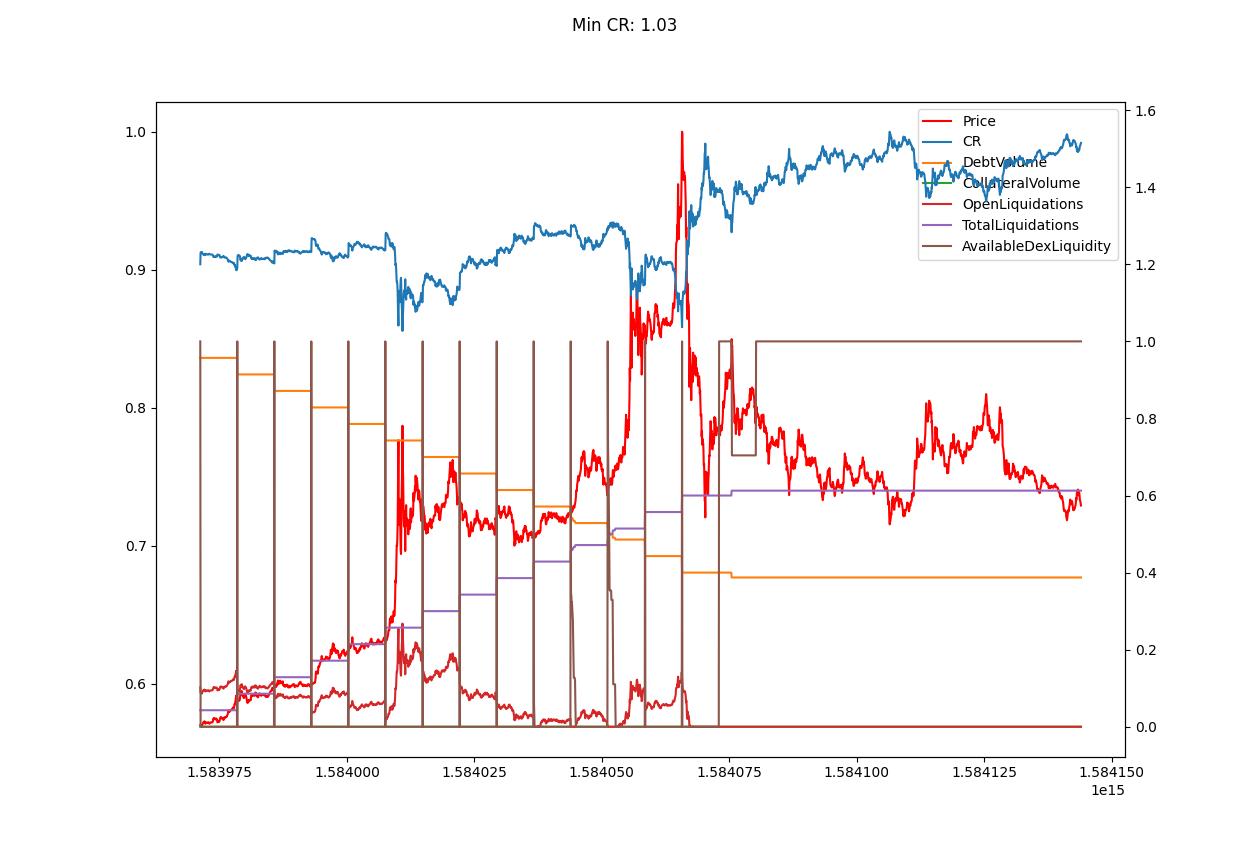 Min CR: 1.03
1.0
0.9
0.8
0.7
0.6
1.6
1.4
1.2
1.0
0.8
0.6
0.4
0.2
0.0
Price
CR
DebtVolume
CollateralVolume
OpenLiquidations
TotalLiquidations
AvailableDexLiquidity
1.583975 1.584000 1.584025 1.584050 1.584075 1.584100 1.584125 1.584150
1e15